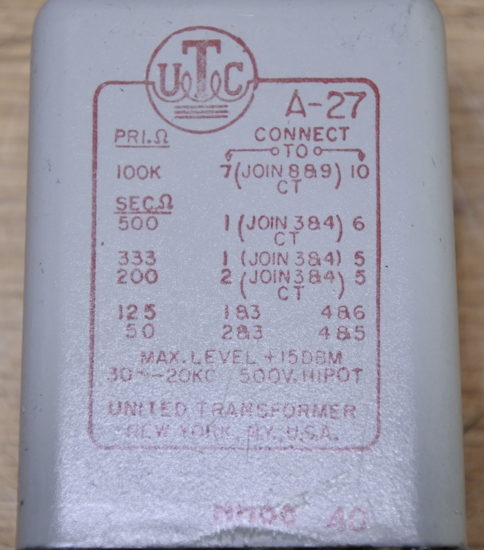 UTC
A-27
PRI.Ω CONNECT
TO
100K 7 (JOIN 8&9) 10
CT
SEC.Ω
500 1 (JOIN 3&4) 6
CT
333 1 (JOIN 3&4) 5
200 2 (JOIN 3&4) 5
CT
125 1&3 4&6
50 2&3 4&5
MAX. LEVEL +15DBM
30~-20KC 500V. HIPOT
UNITED TRANSFORMER
NEW YORK, N.Y., U.S.A.
40